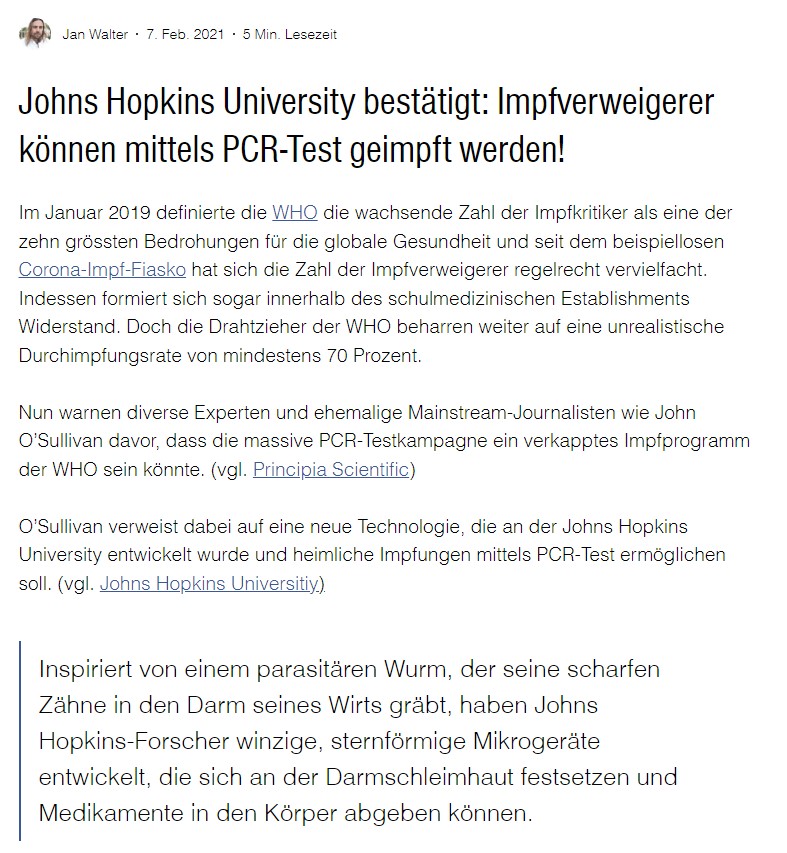 Jan Walter · 7. Feb. 2021 · 5 Min. Lesezeit
Johns Hopkins University bestätigt: Impfverweigerer
können mittels PCR-Test geimpft werden!
Im Januar 2019 definierte die WHO die wachsende Zahl der Impfkritiker als eine der
zehn grössten Bedrohungen für die globale Gesundheit und seit dem beispiellosen
Corona-Impf-Fiasko hat sich die Zahl der Impfverweigerer regelrecht vervielfacht.
Indessen formiert sich sogar innerhalb des schulmedizinischen Establishments
Widerstand. Doch die Drahtzieher der WHO beharren weiter auf eine unrealistische
Durchimpfungsrate von mindestens 70 Prozent.
Nun warnen diverse Experten und ehemalige Mainstream-Journalisten wie John
O’Sullivan davor, dass die massive PCR-Testkampagne ein verkapptes Impfprogramm
der WHO sein könnte. (vgl. Principia Scientific)
O’Sullivan verweist dabei auf eine neue Technologie, die an der Johns Hopkins
University entwickelt wurde und heimliche Impfungen mittels PCR-Test ermöglichen
soll. (vgl. Johns Hopkins Universitiy)
Inspiriert von einem parasitären Wurm, der seine scharfen
Zähne in den Darm seines Wirts gräbt, haben Johns
Hopkins-Forscher winzige, sternförmige Mikrogeräte
entwickelt, die sich an der Darmschleimhaut festsetzen und
Medikamente in den Körper abgeben können.